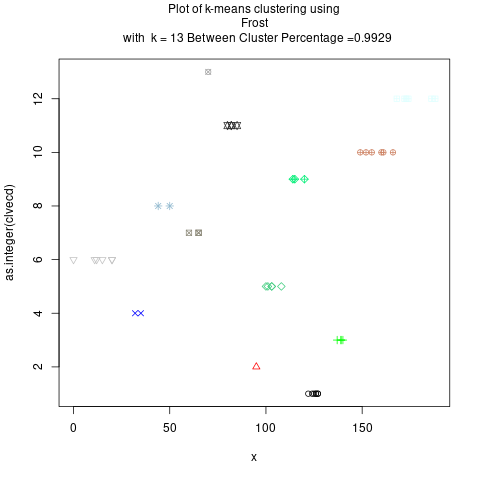 Plot of k-means clustering using
Frost
with k = 13 Between Cluster Percentage =0.9929
as.integer(clvecd)
12
10
8
6
4
2
0
50
100
150
x